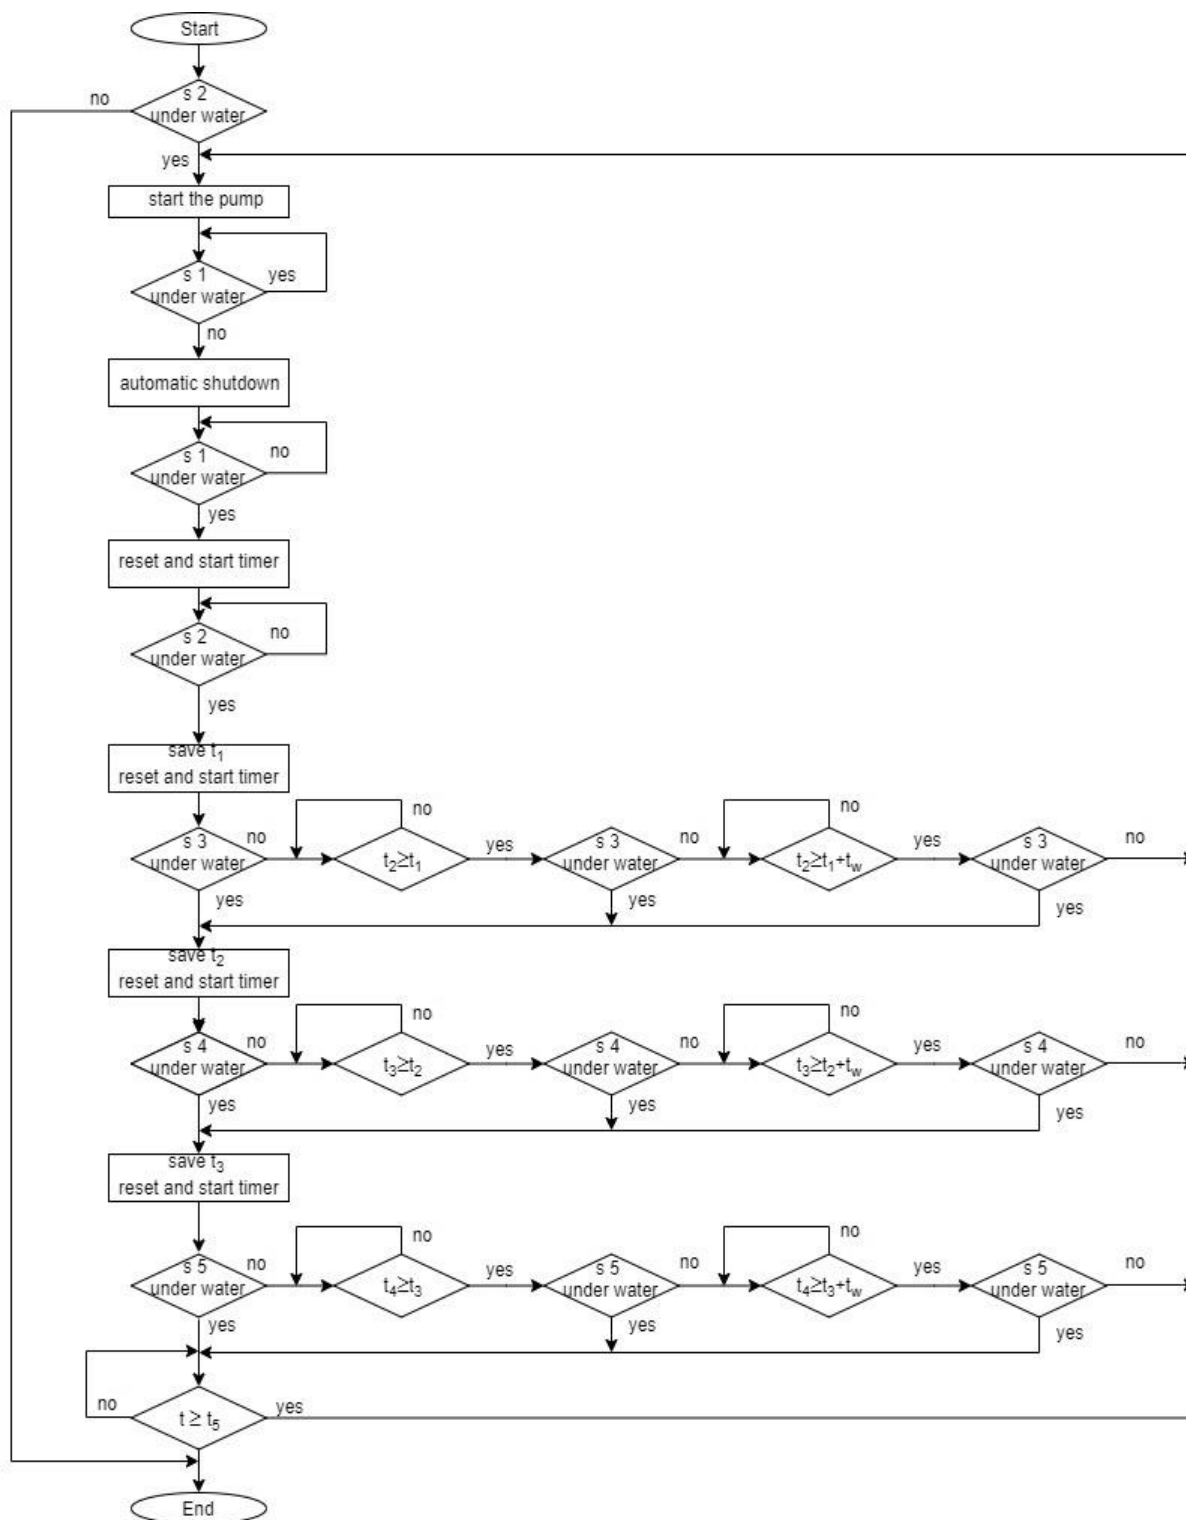 Start
s 2
under water
no
yes
start the pump
s 1
under water
yes
no
automatic shutdown
s 1
under water
no
yes
reset and start timer
s 2
under water
no
yes
save t₁
reset and start timer
s 3
under water
no
yes
t₂≥t₁
no
yes
s 3
under water
no
yes
t₂≥t₁+t_w
no
yes
s 3
under water
no
yes
save t₂
reset and start timer
s 4
under water
no
yes
t₃≥t₂
no
yes
s 4
under water
no
yes
t₃≥t₂+t_w
no
yes
s 4
under water
no
yes
save t₃
reset and start timer
s 5
under water
no
yes
t₄≥t₃
no
yes
s 5
under water
no
yes
t₄≥t₃+t_w
no
yes
s 5
under water
no
yes
t ≥ t₅
no
yes
End